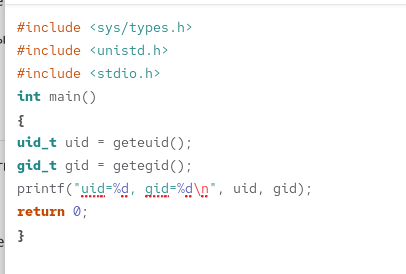 #include <sys/types.h>
#include <unistd.h>
#include <stdio.h>
int main()
{
uid_t uid = geteuid();
gid_t gid = getegid();
printf("uid=%d, gid=%d\n", uid, gid);
return 0;
}